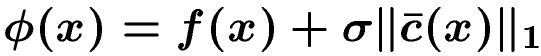 ϕ(x) = f(x) + σ||c̄(x)||₁